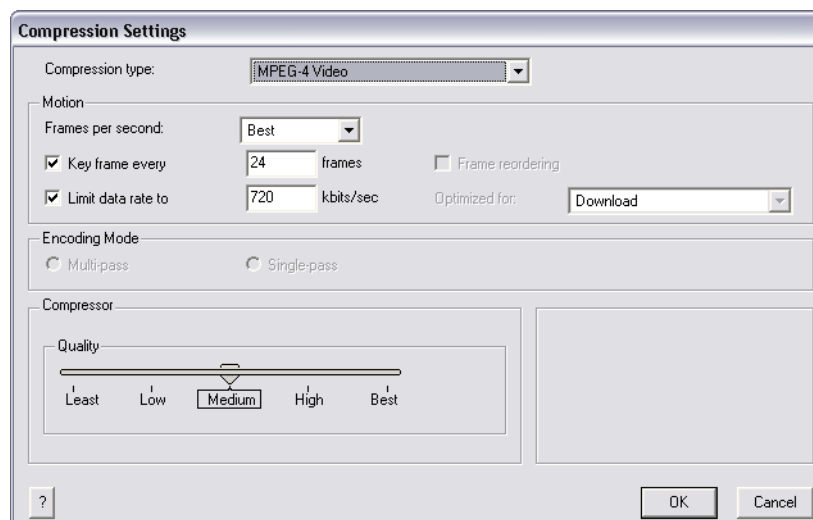 Compression Settings
Compression type: MPEG-4 Video
Motion
Frames per second: Best
Key frame every 24 frames Frame reordering
Limit data rate to 720 kbits/sec Optimized for: Download
Encoding Mode
Multi-pass Single-pass
Compressor
Quality
Least Low Medium High Best
? OK Cancel